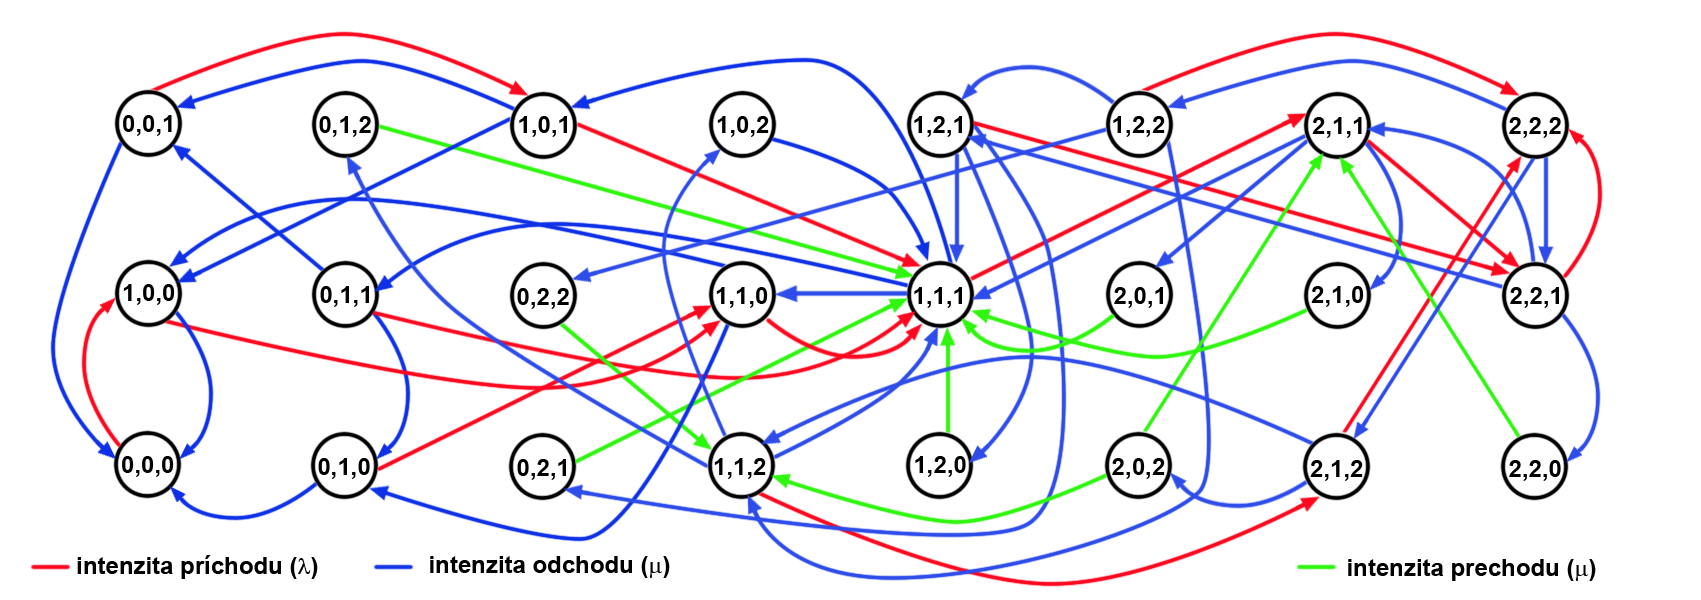 0,0,1 0,1,2 1,0,1 1,0,2 1,2,1 1,2,2 2,1,1 2,2,2
1,0,0 0,1,1 0,2,2 1,1,0 1,1,1 2,0,1 2,1,0 2,2,1
0,0,0 0,1,0 0,2,1 1,1,2 1,2,0 2,0,2 2,1,2 2,2,0
intenzita príchodu (λ) intenzita odchodu (μ) intenzita prechodu (μ)